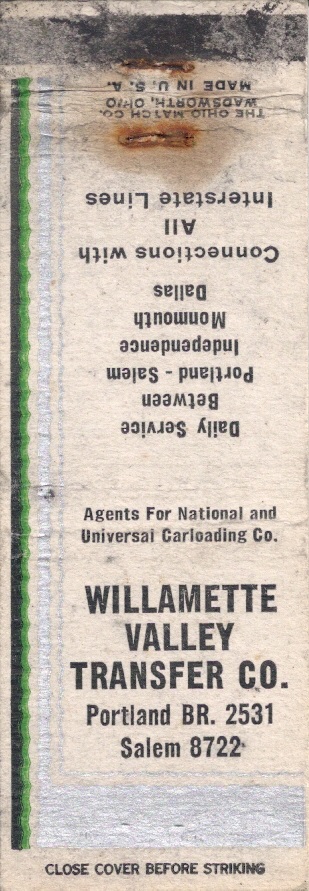 Agents For National and
Universal Carloading Co.
WILLAMETTE
VALLEY
TRANSFER CO.
Portland BR. 2531
Salem 8722
CLOSE COVER BEFORE STRIKING
Daily Service
Between
Portland - Salem
Independence
Monmouth
Dallas
Connections with
All
Interstate Lines
THE OHIO MATCH CO.
WADSWORTH, OHIO
MADE IN U. S. A.